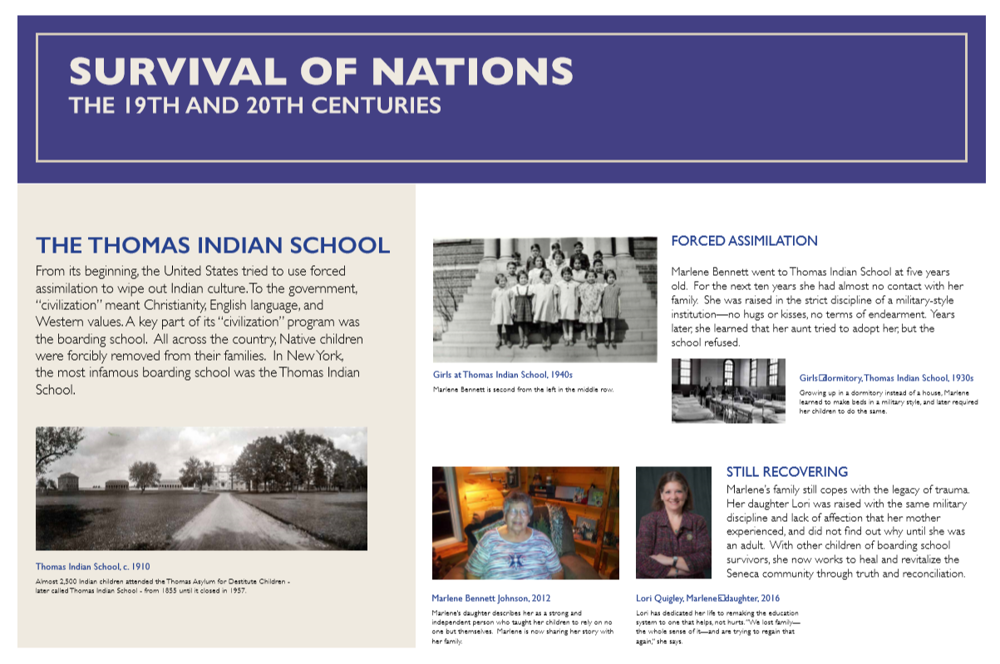 SURVIVAL OF NATIONS
THE 19TH AND 20TH CENTURIES
THE THOMAS INDIAN SCHOOL
From its beginning, the United States tried to use forced
assimilation to wipe out Indian culture. To the government,
“civilization” meant Christianity, English language, and
Western values. A key part of its “civilization” program was
the boarding school. All across the country, Native children
were forcibly removed from their families. In New York,
the most infamous boarding school was the Thomas Indian
School.
Thomas Indian School, c. 1910
Almost 2,500 Indian children attended the Thomas Asylum for Destitute Children -
later called Thomas Indian School - from 1855 until it closed in 1957.
Girls at Thomas Indian School, 1940s
Marlene Bennett is second from the left in the middle row.
FORCED ASSIMILATION
Marlene Bennett went to Thomas Indian School at five years
old. For the next ten years she had almost no contact with her
family. She was raised in the strict discipline of a military-style
institution—no hugs or kisses, no terms of endearment. Years
later, she learned that her aunt tried to adopt her, but the
school refused.
Girls dormitory, Thomas Indian School, 1930s
Growing up in a dormitory instead of a house, Marlene
learned to make beds in a military style, and later required
her children to do the same.
Marlene Bennett Johnson, 2012
Marlene's daughter describes her as a strong and
independent person who taught her children to rely on no
one but themselves. Marlene is now sharing her story with
her family.
Lori Quigley, Marlene daughter, 2016
Lori has dedicated her life to remaking the education
system to one that helps, not hurts. “We lost family—
the whole sense of it—and are trying to regain that
again,” she says.
STILL RECOVERING
Marlene's family still copes with the legacy of trauma.
Her daughter Lori was raised with the same military
discipline and lack of affection that her mother
experienced, and did not find out why until she was
an adult. With other children of boarding school
survivors, she now works to heal and revitalize the
Seneca community through truth and reconciliation.